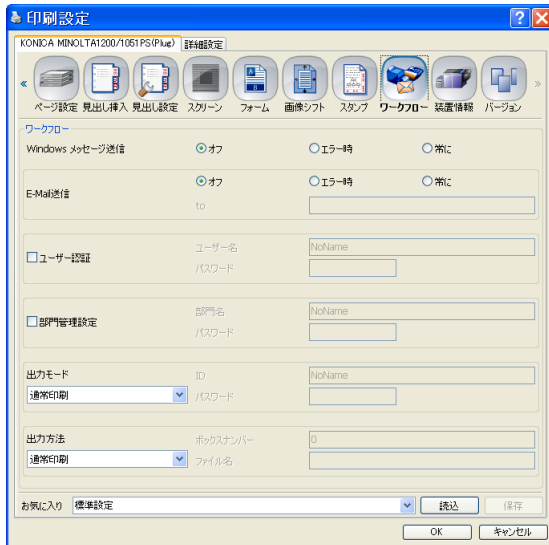 印刷設定
KONICA MINOLTA1200/1051PS(Plug) 詳細設定
« ページ設定 見出し挿入 見出し設定 スクリーン フォーム 画像シフト スタンプ ワークフロー 装置情報 バージョン »
ワークフロー
Windows メッセージ送信 オフ エラー時 常に
E-Mail送信 オフ エラー時 常に
to
ユーザー認証 ユーザー名 NoName
パスワード
部門管理設定 部門名 NoName
パスワード
出力モード ID NoName
通常印刷 パスワード
出力方法 ボックスナンバー 0
通常印刷 ファイル名
お気に入り 標準設定 読込 保存
OK キャンセル